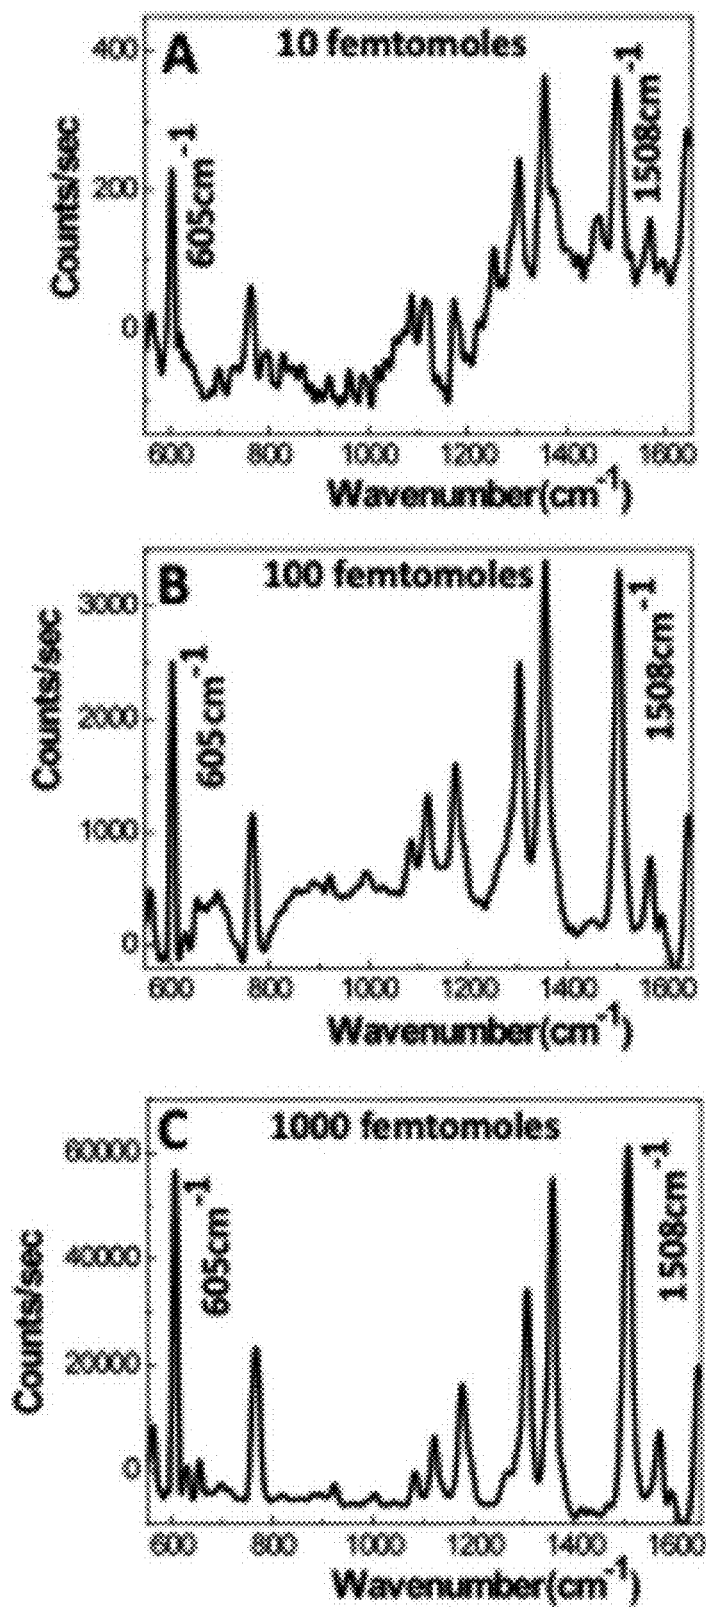 A
10 femtomoles
400
200
0
Counts/sec
605cm-1
1508cm-1
600 800 1000 1200 1400 1600
Wavenumber(cm-1)
B
100 femtomoles
3000
2000
1000
0
Counts/sec
605cm-1
1508cm-1
600 800 1000 1200 1400 1600
Wavenumber(cm-1)
C
1000 femtomoles
60000
40000
20000
0
Counts/sec
605cm-1
1508cm-1
600 800 1000 1200 1400 1600
Wavenumber(cm-1)